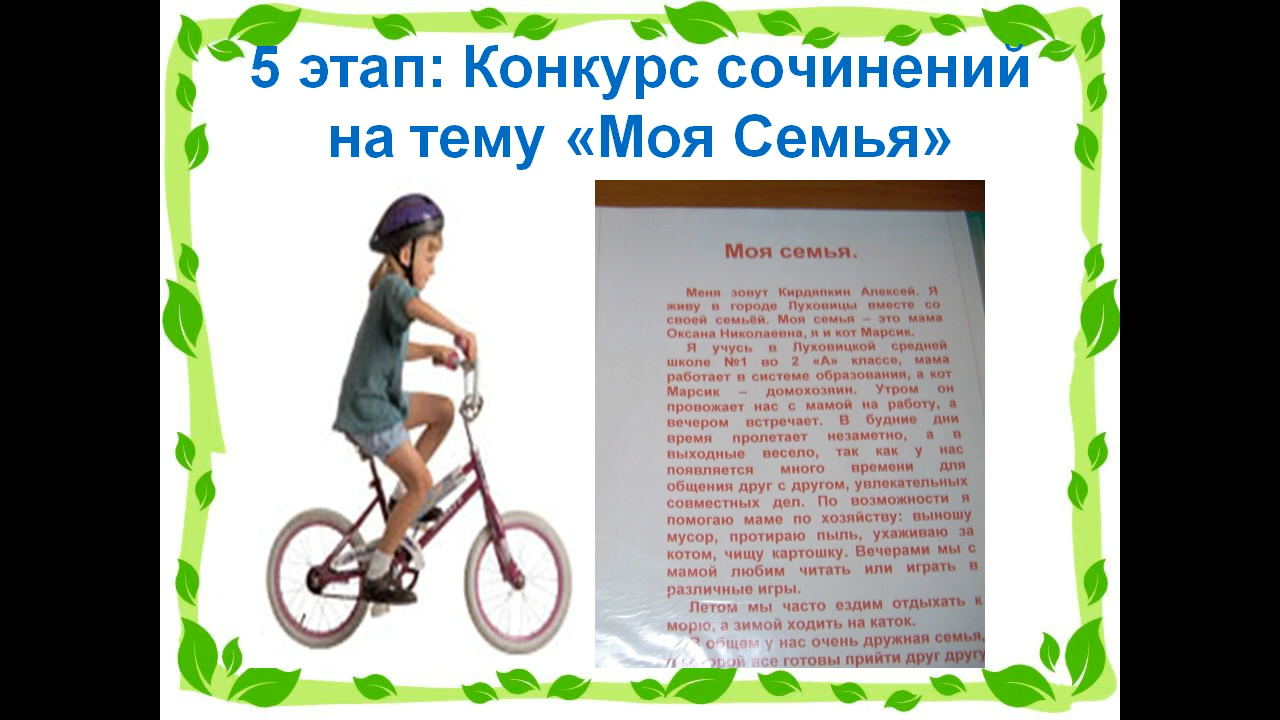 5 этап: Конкурс сочинений
на тему «Моя Семья»
Моя семья.
Меня зовут Кирдяпкин Алексей. Я
живу в городе Луховицы вместе со
своей семьёй. Моя семья – это мама
Оксана Николаевна, я и кот Марсик.
Я учусь в Луховицкой средней
школе №1 во 2 «А» классе, мама
работает в системе образования, а кот
Марсик – домохозяин. Утром он
провожает нас с мамой на работу, а
вечером встречает. В будние дни
время пролетает незаметно, а в
выходные весело, так как у нас
появляется много времени для
общения друг с другом, увлекательных
совместных дел. По возможности я
помогаю маме по хозяйству: выношу
мусор, протираю пыль, ухаживаю за
котом, чищу картошку. Вечерами мы с
мамой любим читать или играть в
различные игры.
Летом мы часто ездим отдыхать к
морю, а зимой ходить на каток.
В общем у нас очень дружная семья,
все готовы прийти друг другу